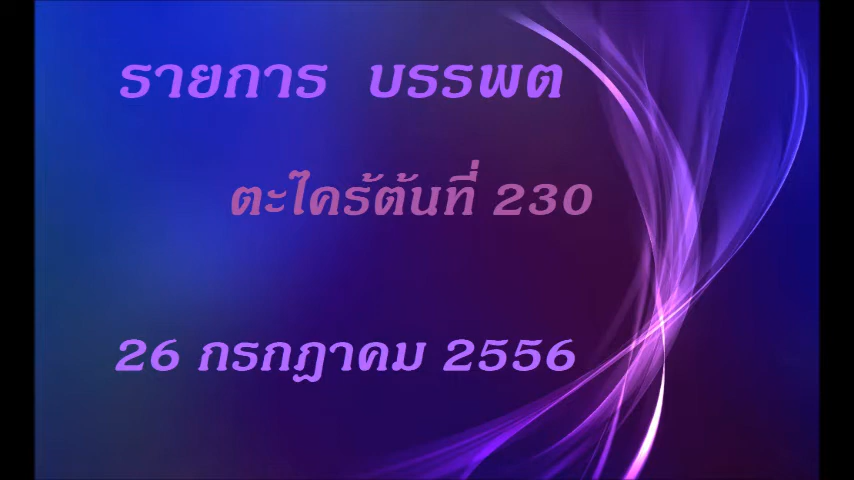 รายการ บรรพต
ตะไคร้ต้นที่ 230
26 กรกฎาคม 2556